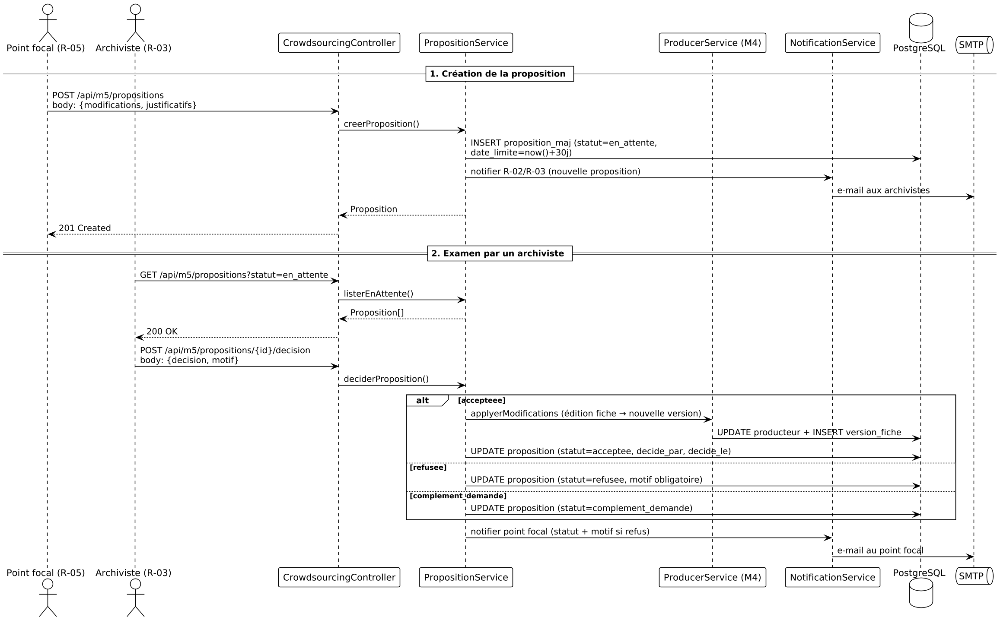 Point focal (R-05)
Archiviste (R-03)
CrowdsourcingController
PropositionService
ProducerService (M4)
NotificationService
PostgreSQL
SMTP
1. Création de la proposition
POST /api/m5/propositions
body: {modifications, justificatifs}
creerProposition()
INSERT proposition_maj (statut=en_attente,
date_limite=now()+30j)
notifier R-02/R-03 (nouvelle proposition)
e-mail aux archivistes
Proposition
201 Created
2. Examen par un archiviste
GET /api/m5/propositions?statut=en_attente
listerEnAttente()
Proposition[]
200 OK
POST /api/m5/propositions/{id}/decision
body: {decision, motif}
deciderProposition()
alt [accepteee]
applyerModifications (édition fiche → nouvelle version)
UPDATE producteur + INSERT version_fiche
UPDATE proposition (statut=acceptee, decide_par, decide_le)
[refusee]
UPDATE proposition (statut=refusee, motif obligatoire)
[complement_demande]
UPDATE proposition (statut=complement_demande)
notifier point focal (statut + motif si refus)
e-mail au point focal
Point focal (R-05)
Archiviste (R-03)
CrowdsourcingController
PropositionService
ProducerService (M4)
NotificationService
PostgreSQL
SMTP